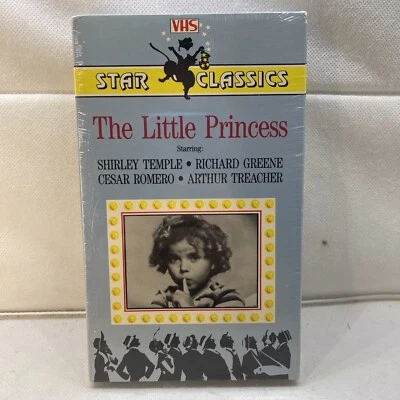 VHS
STAR CLASSICS
The Little Princess
Starring:
SHIRLEY TEMPLE • RICHARD GREENE
CESAR ROMERO • ARTHUR TREACHER